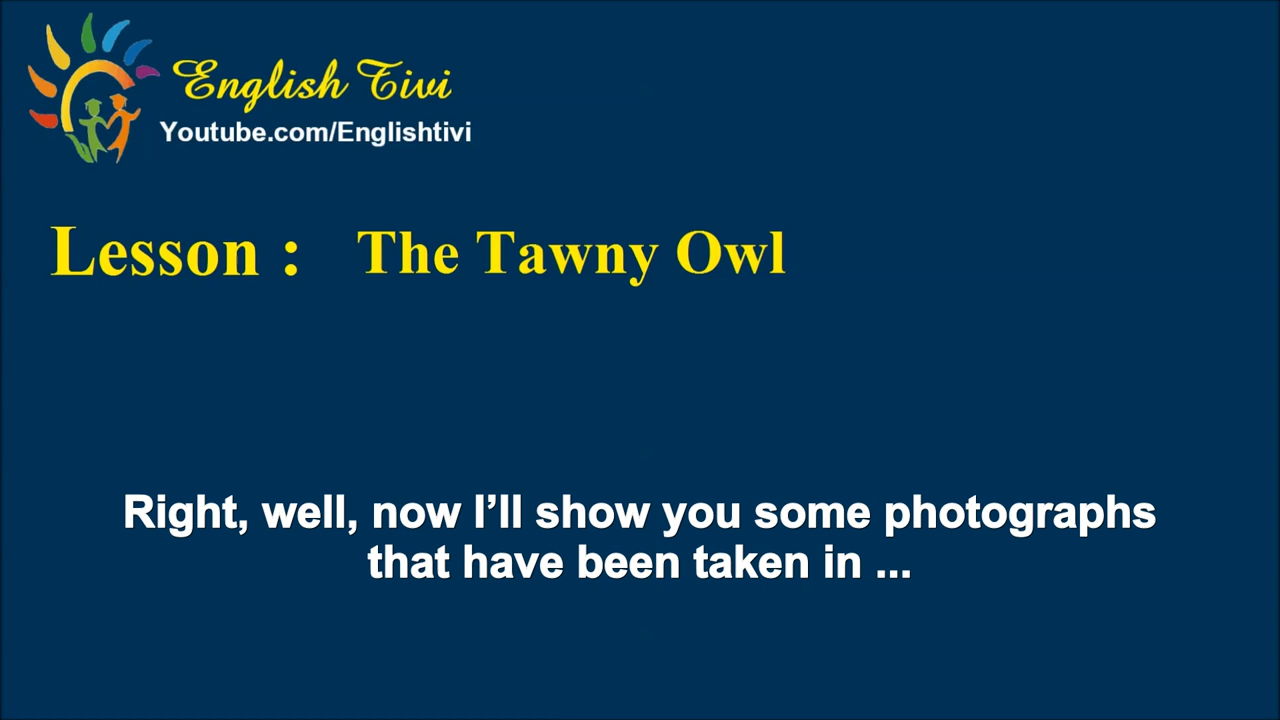 English Tivi
Youtube.com/Englishtivi
Lesson : The Tawny Owl
Right, well, now I’ll show you some photographs
that have been taken in ...